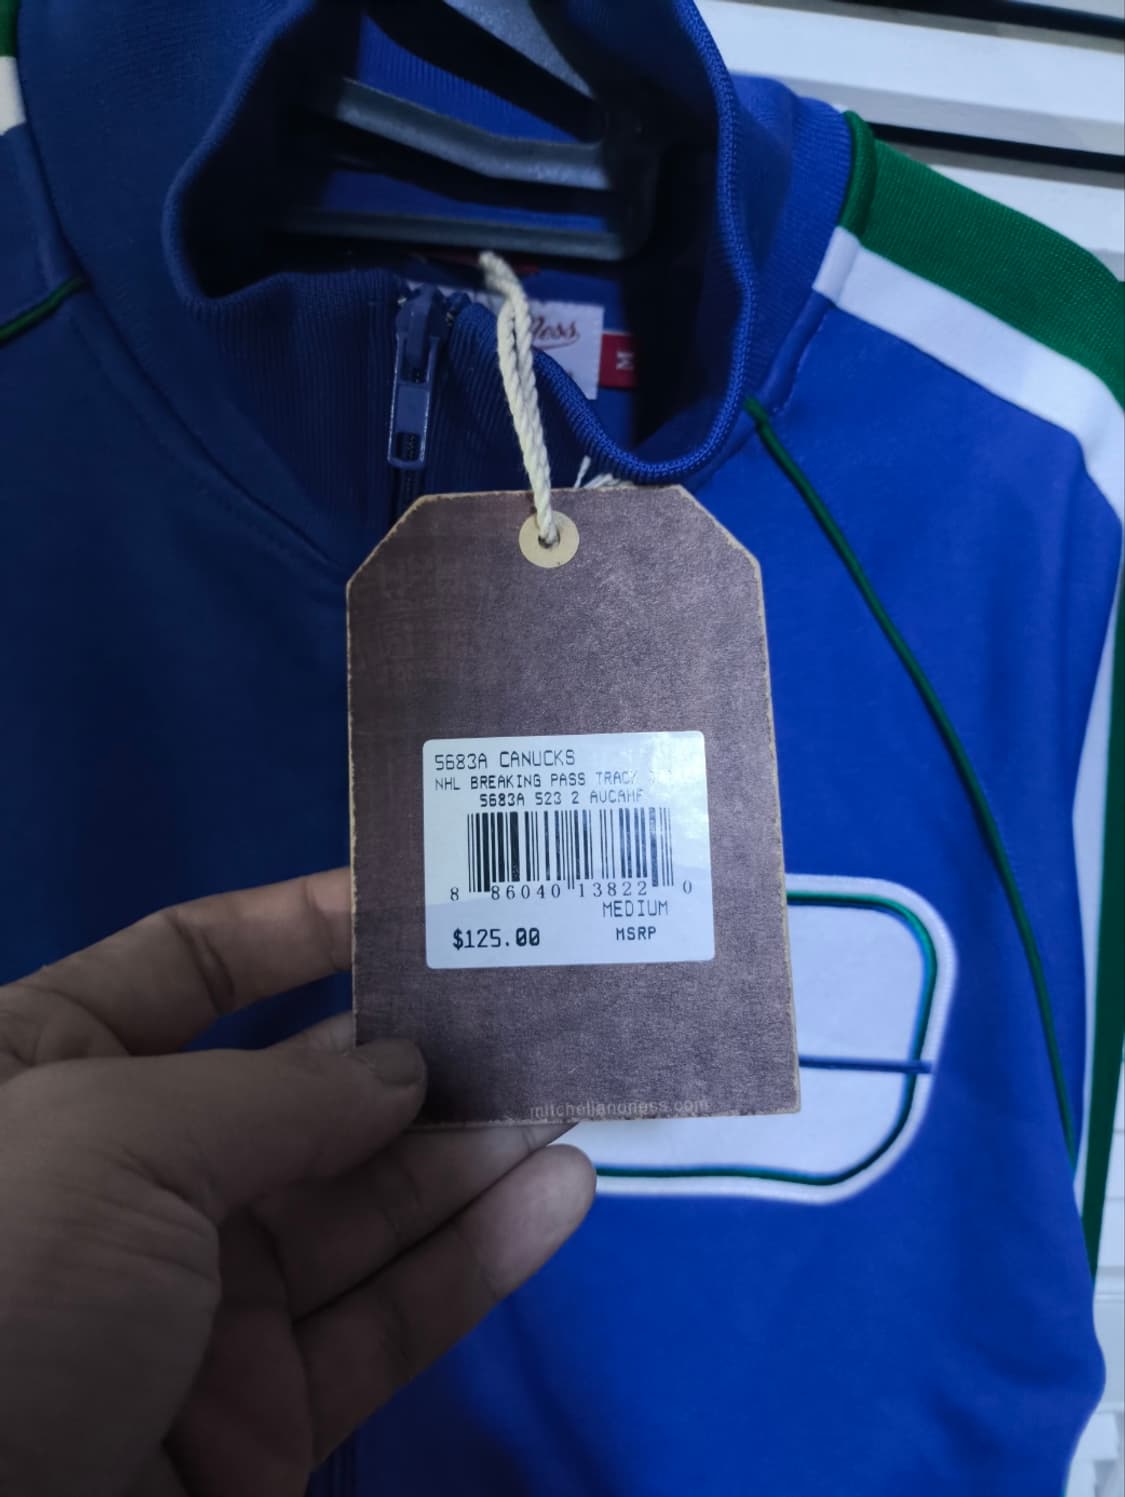 Ness
M
5683A CANUCKS
NHL BREAKING PASS TRACK
5683A 523 2 AVCAHF
8 86040 13822 0
MEDIUM
$125.00 MSRP
mitchellandness.com